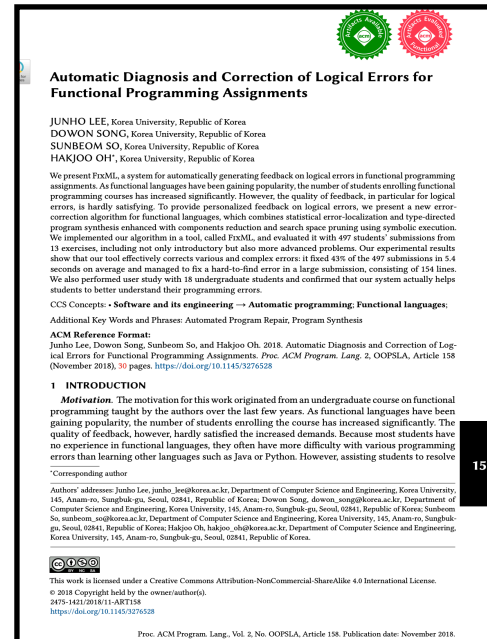 Artifacts Available
acm
Artifacts Evaluated
acm
Functional
Automatic Diagnosis and Correction of Logical Errors for
Functional Programming Assignments
JUNHO LEE, Korea University, Republic of Korea
DOWON SONG, Korea University, Republic of Korea
SUNBEOM SO, Korea University, Republic of Korea
HAKJOO OH*, Korea University, Republic of Korea
We present FixML, a system for automatically generating feedback on logical errors in functional programming
assignments. As functional languages have been gaining popularity, the number of students enrolling functional
programming courses has increased significantly. However, the quality of feedback, in particular for logical
errors, is hardly satisfying. To provide personalized feedback on logical errors, we present a new error-
correction algorithm for functional languages, which combines statistical error-localization and type-directed
program synthesis enhanced with components reduction and search space pruning using symbolic execution.
We implemented our algorithm in a tool, called FixML, and evaluated it with 497 students' submissions from
13 exercises, including not only introductory but also more advanced problems. Our experimental results
show that our tool effectively corrects various and complex errors: it fixed 43% of the 497 submissions in 5.4
seconds on average and managed to fix a hard-to-find error in a large submission, consisting of 154 lines.
We also performed user study with 18 undergraduate students and confirmed that our system actually helps
students to better understand their programming errors.
CCS Concepts: • Software and its engineering → Automatic programming; Functional languages;
Additional Key Words and Phrases: Automated Program Repair, Program Synthesis
ACM Reference Format:
Junho Lee, Dowon Song, Sunbeom So, and Hakjoo Oh. 2018. Automatic Diagnosis and Correction of Log-
ical Errors for Functional Programming Assignments. Proc. ACM Program. Lang. 2, OOPSLA, Article 158
(November 2018), 30 pages. https://doi.org/10.1145/3276528
1 INTRODUCTION
Motivation. The motivation for this work originated from an undergraduate course on functional
programming taught by the authors over the last few years. As functional languages have been
gaining popularity, the number of students enrolling the course has increased significantly. The
quality of feedback, however, hardly satisfied the increased demands. Because most students have
no experience in functional languages, they often have more difficulty with various programming
errors than learning other languages such as Java or Python. However, assisting students to resolve
15
*Corresponding author
Authors' addresses: Junho Lee, junho_lee@korea.ac.kr, Department of Computer Science and Engineering, Korea University,
145, Anam-ro, Sungbuk-gu, Seoul, 02841, Republic of Korea; Dowon Song, dowon_song@korea.ac.kr, Department of
Computer Science and Engineering, Korea University, 145, Anam-ro, Sungbuk-gu, Seoul, 02841, Republic of Korea; Sunbeom
So, sunbeom_so@korea.ac.kr, Department of Computer Science and Engineering, Korea University, 145, Anam-ro, Sungbuk-
gu, Seoul, 02841, Republic of Korea; Hakjoo Oh, hakjoo_oh@korea.ac.kr, Department of Computer Science and Engineering,
Korea University, 145, Anam-ro, Sungbuk-gu, Seoul, 02841, Republic of Korea.
cc BY NC SA
This work is licensed under a Creative Commons Attribution-NonCommercial-ShareAlike 4.0 International License.
© 2018 Copyright held by the owner/author(s).
2475-1421/2018/11-ART158
https://doi.org/10.1145/3276528
Proc. ACM Program. Lang., Vol. 2, No. OOPSLA, Article 158. Publication date: November 2018.